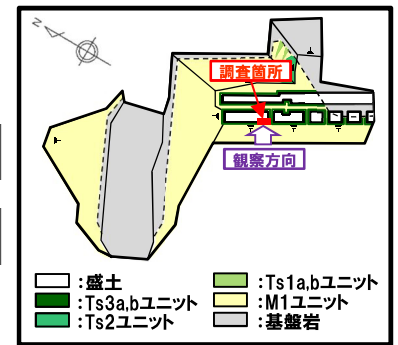 N
調査箇所
観察方向
:盛土
:Ts3a,bユニット
:Ts2ユニット
:Ts1a,bユニット
:M1ユニット
:基盤岩